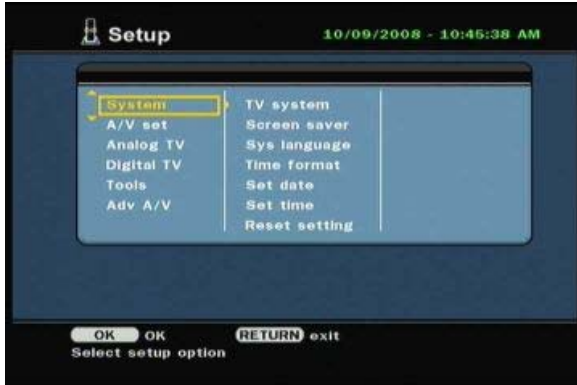 Setup
10/09/2008 - 10:45:38 AM
System
A/V set
Analog TV
Digital TV
Tools
Adv A/V
TV system
Screen saver
Sys language
Time format
Set date
Set time
Reset setting
OK OK
RETURN exit
Select setup option